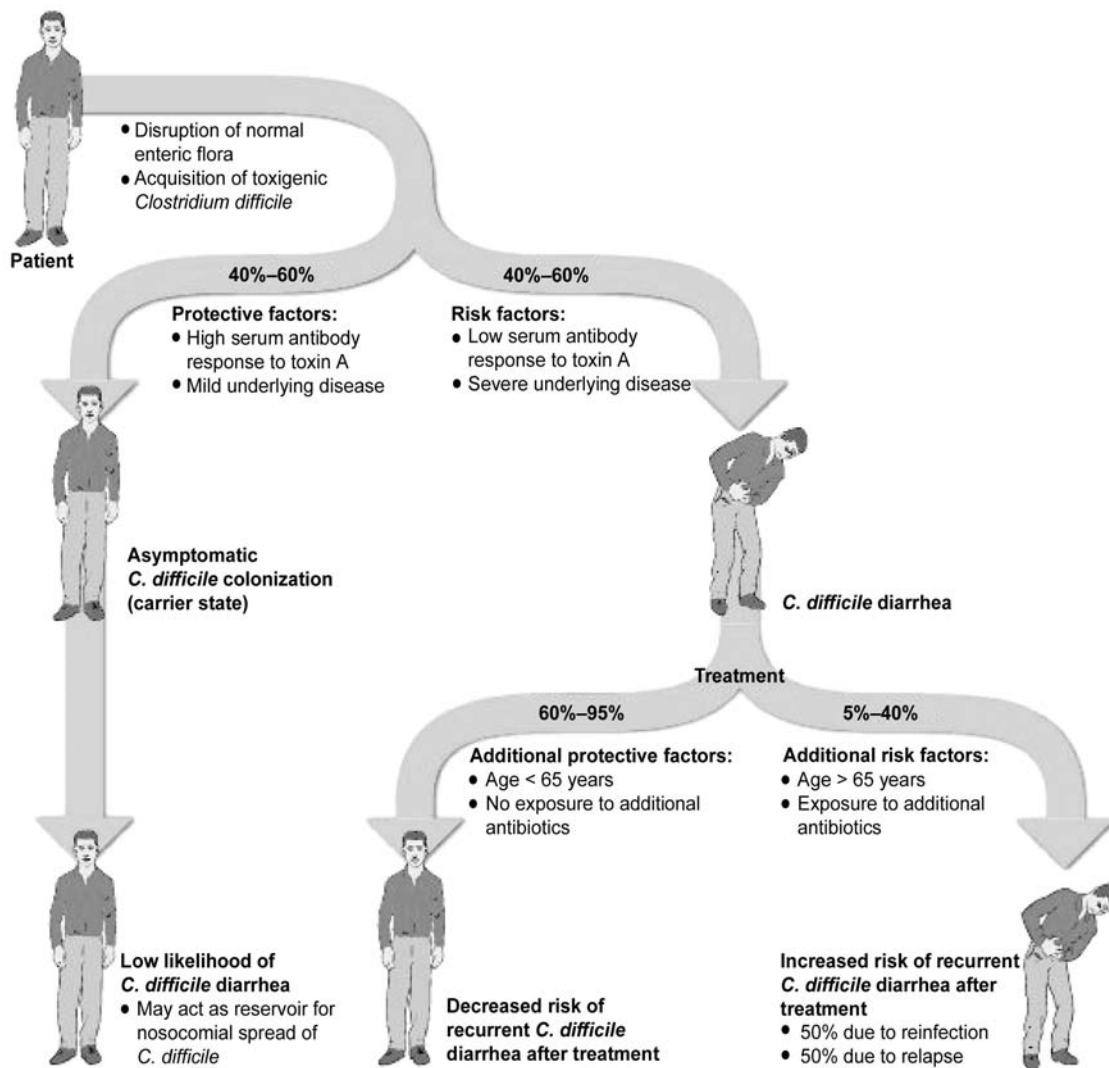 • Disruption of normal
enteric flora
• Acquisition of toxigenic
Clostridium difficile
Patient
40%–60%
Protective factors:
• High serum antibody
response to toxin A
• Mild underlying disease
40%–60%
Risk factors:
• Low serum antibody
response to toxin A
• Severe underlying disease
Asymptomatic
C. difficile colonization
(carrier state)
C. difficile diarrhea
Treatment
60%–95%
Additional protective factors:
• Age < 65 years
• No exposure to additional
antibiotics
5%–40%
Additional risk factors:
• Age > 65 years
• Exposure to additional
antibiotics
Low likelihood of
C. difficile diarrhea
• May act as reservoir for
nosocomial spread of
C. difficile
Decreased risk of
recurrent C. difficile
diarrhea after treatment
Increased risk of recurrent
C. difficile diarrhea after
treatment
• 50% due to reinfection
• 50% due to relapse